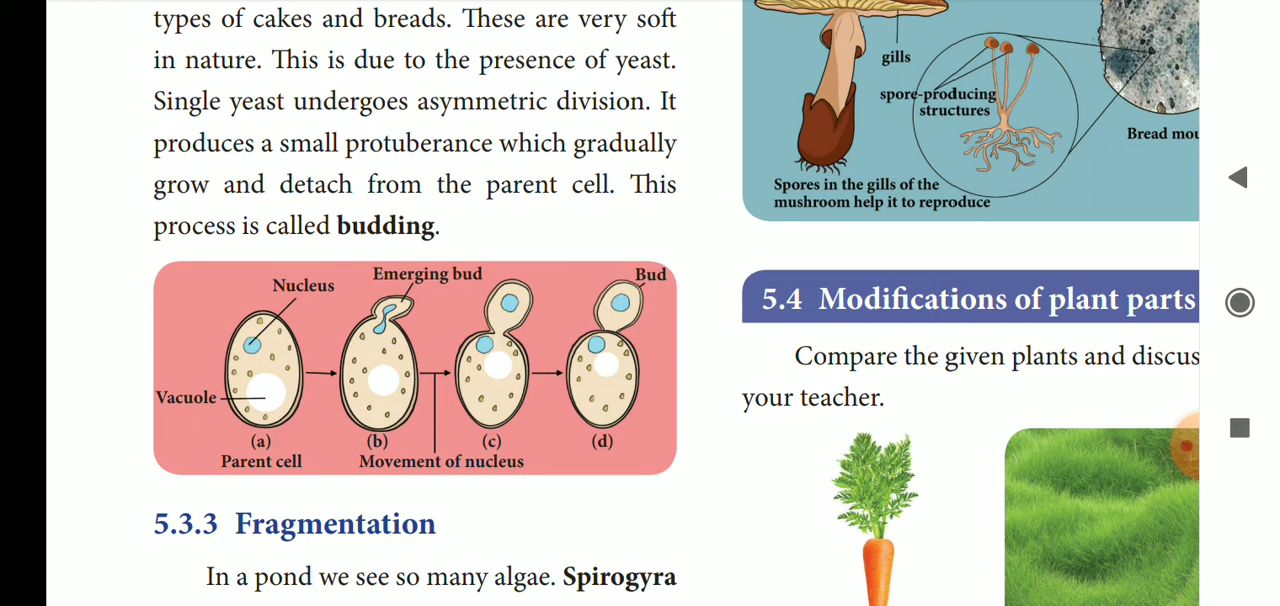 types of cakes and breads. These are very soft
in nature. This is due to the presence of yeast.
Single yeast undergoes asymmetric division. It
produces a small protuberance which gradually
grow and detach from the parent cell. This
process is called budding.
Nucleus
Emerging bud
Bud
Vacuole
(a)
(b)
(c)
(d)
Parent cell
Movement of nucleus
5.3.3 Fragmentation
In a pond we see so many algae. Spirogyra
gills
spore-producing
structures
Bread mou
Spores in the gills of the
mushroom help it to reproduce
5.4 Modifications of plant parts
Compare the given plants and discus
your teacher.